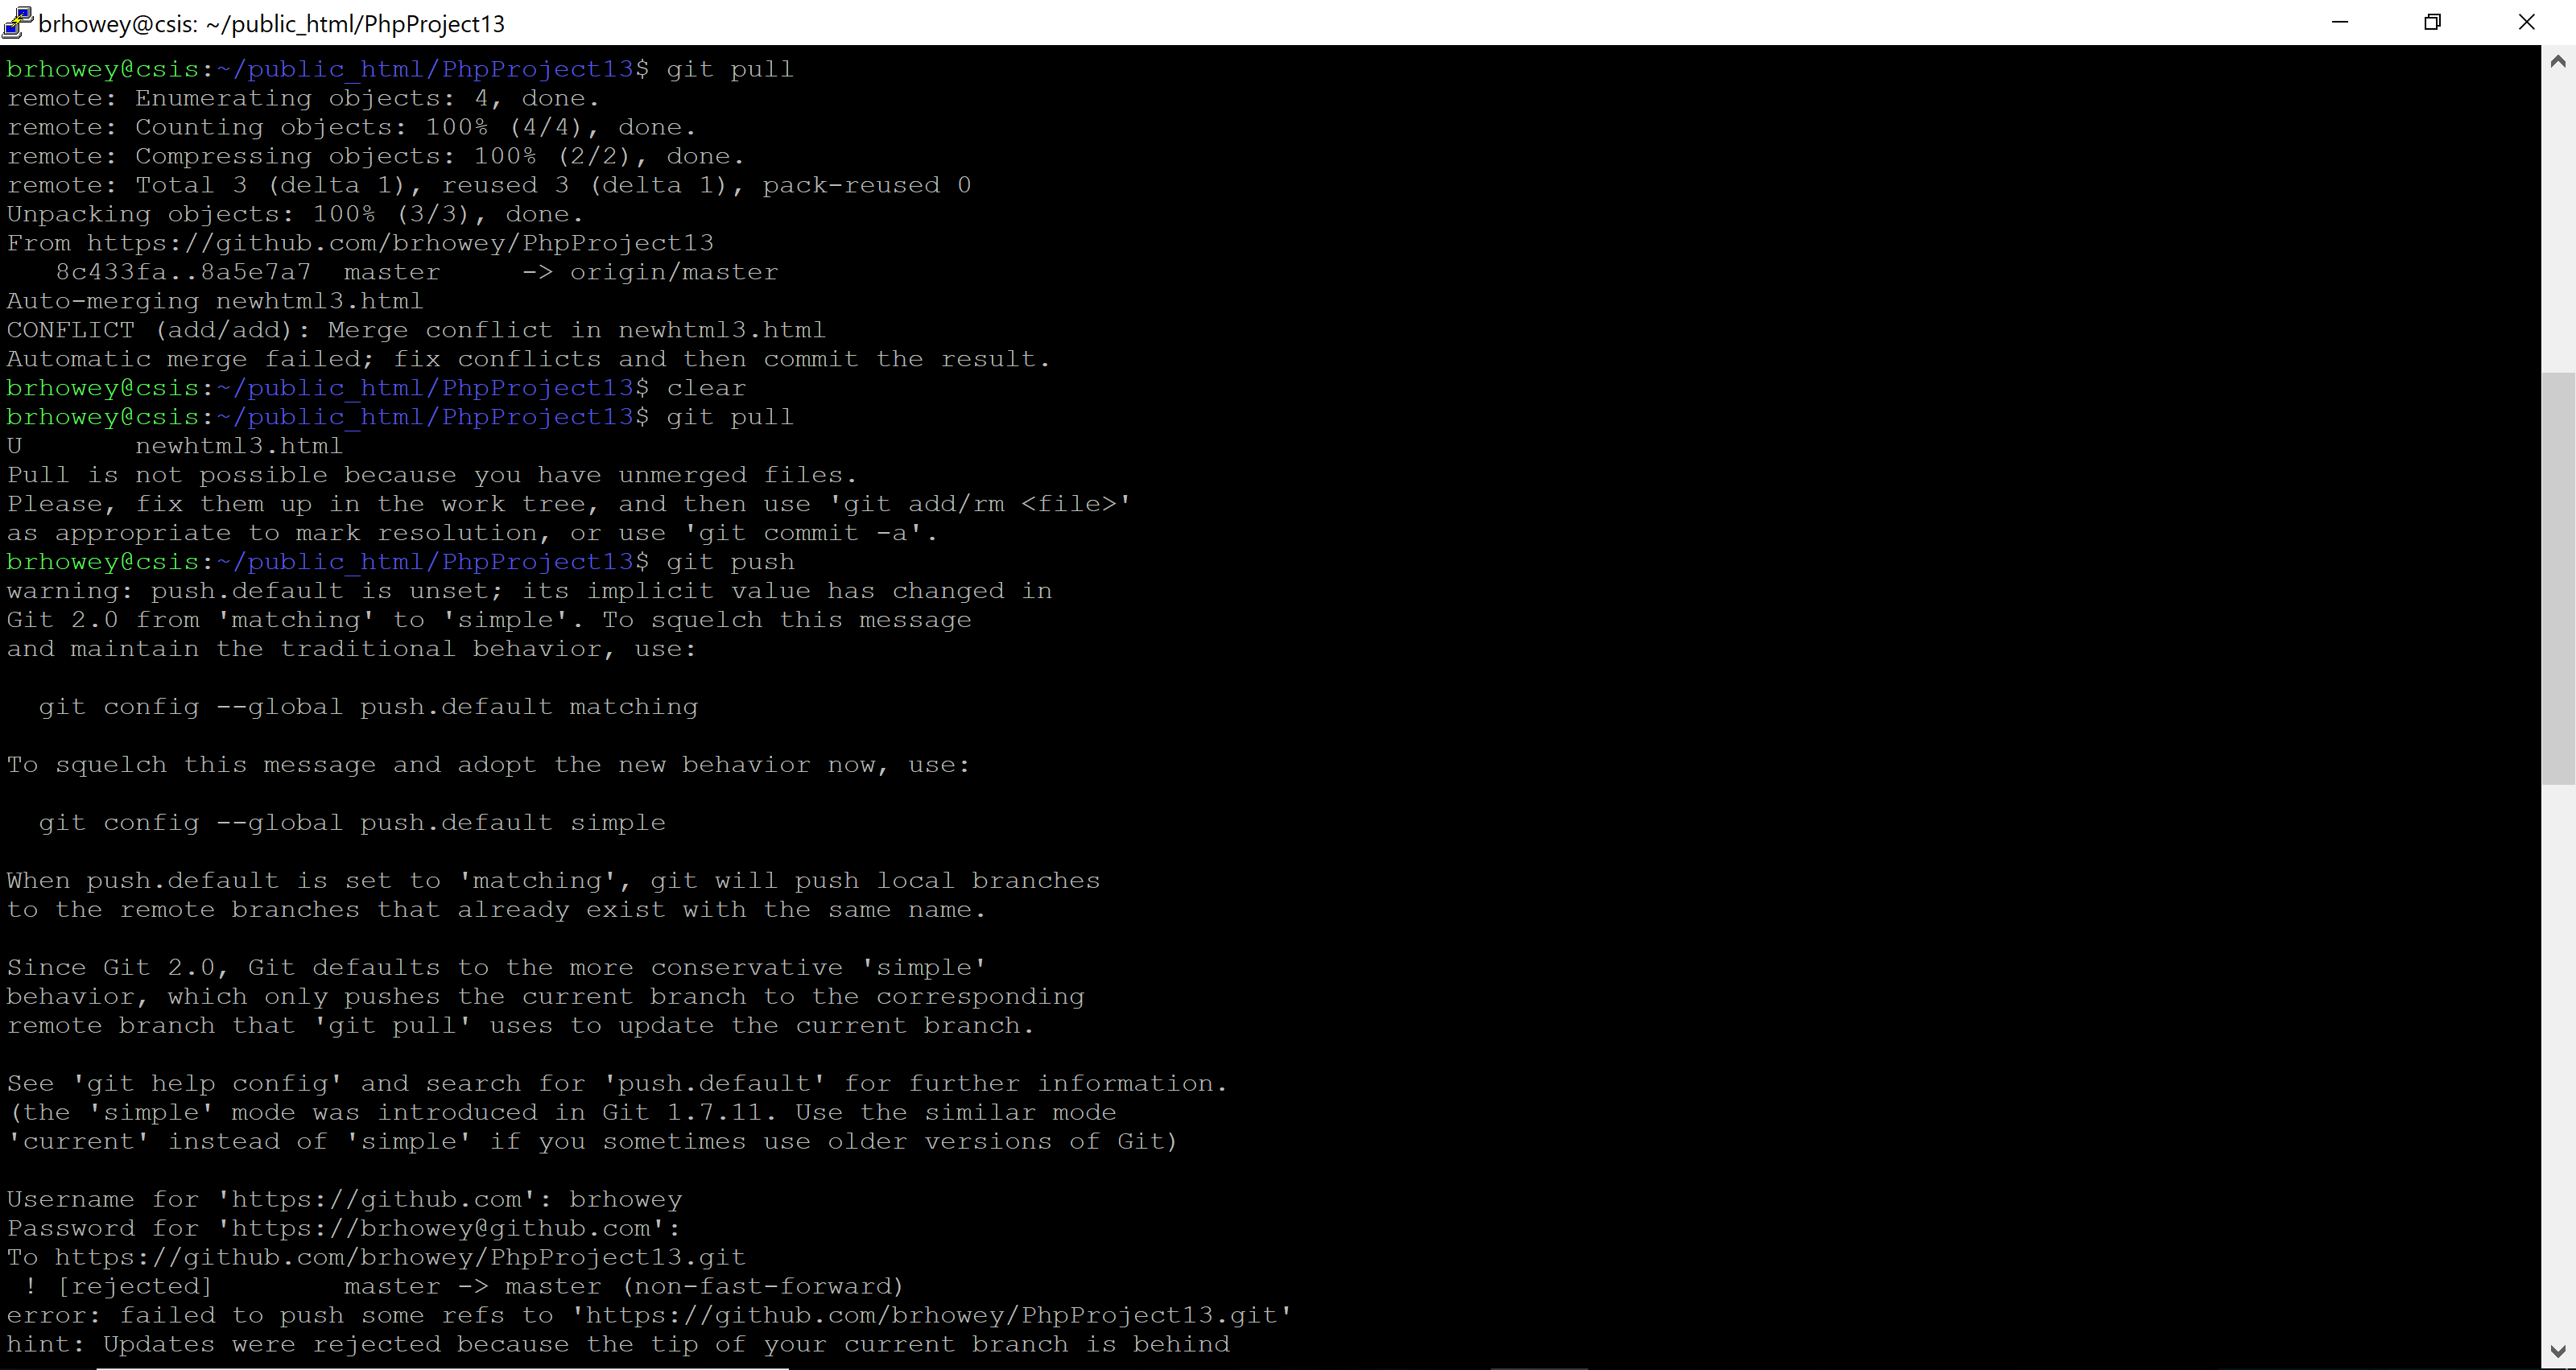 brhowey@csis: ~/public_html/PhpProject13
brhowey@csis:~/public_html/PhpProject13$ git pull
remote: Enumerating objects: 4, done.
remote: Counting objects: 100% (4/4), done.
remote: Compressing objects: 100% (2/2), done.
remote: Total 3 (delta 1), reused 3 (delta 1), pack-reused 0
Unpacking objects: 100% (3/3), done.
From https://github.com/brhowey/PhpProject13
   8c433fa..8a5e7a7  master     -> origin/master
Auto-merging newhtml3.html
CONFLICT (add/add): Merge conflict in newhtml3.html
Automatic merge failed; fix conflicts and then commit the result.
brhowey@csis:~/public_html/PhpProject13$ clear
brhowey@csis:~/public_html/PhpProject13$ git pull
U       newhtml3.html
Pull is not possible because you have unmerged files.
Please, fix them up in the work tree, and then use 'git add/rm <file>'
as appropriate to mark resolution, or use 'git commit -a'.
brhowey@csis:~/public_html/PhpProject13$ git push
warning: push.default is unset; its implicit value has changed in
Git 2.0 from 'matching' to 'simple'. To squelch this message
and maintain the traditional behavior, use:
  git config --global push.default matching
To squelch this message and adopt the new behavior now, use:
  git config --global push.default simple
When push.default is set to 'matching', git will push local branches
to the remote branches that already exist with the same name.
Since Git 2.0, Git defaults to the more conservative 'simple'
behavior, which only pushes the current branch to the corresponding
remote branch that 'git pull' uses to update the current branch.
See 'git help config' and search for 'push.default' for further information.
(the 'simple' mode was introduced in Git 1.7.11. Use the similar mode
'current' instead of 'simple' if you sometimes use older versions of Git)
Username for 'https://github.com': brhowey
Password for 'https://brhowey@github.com':
To https://github.com/brhowey/PhpProject13.git
 ! [rejected]        master -> master (non-fast-forward)
error: failed to push some refs to 'https://github.com/brhowey/PhpProject13.git'
hint: Updates were rejected because the tip of your current branch is behind